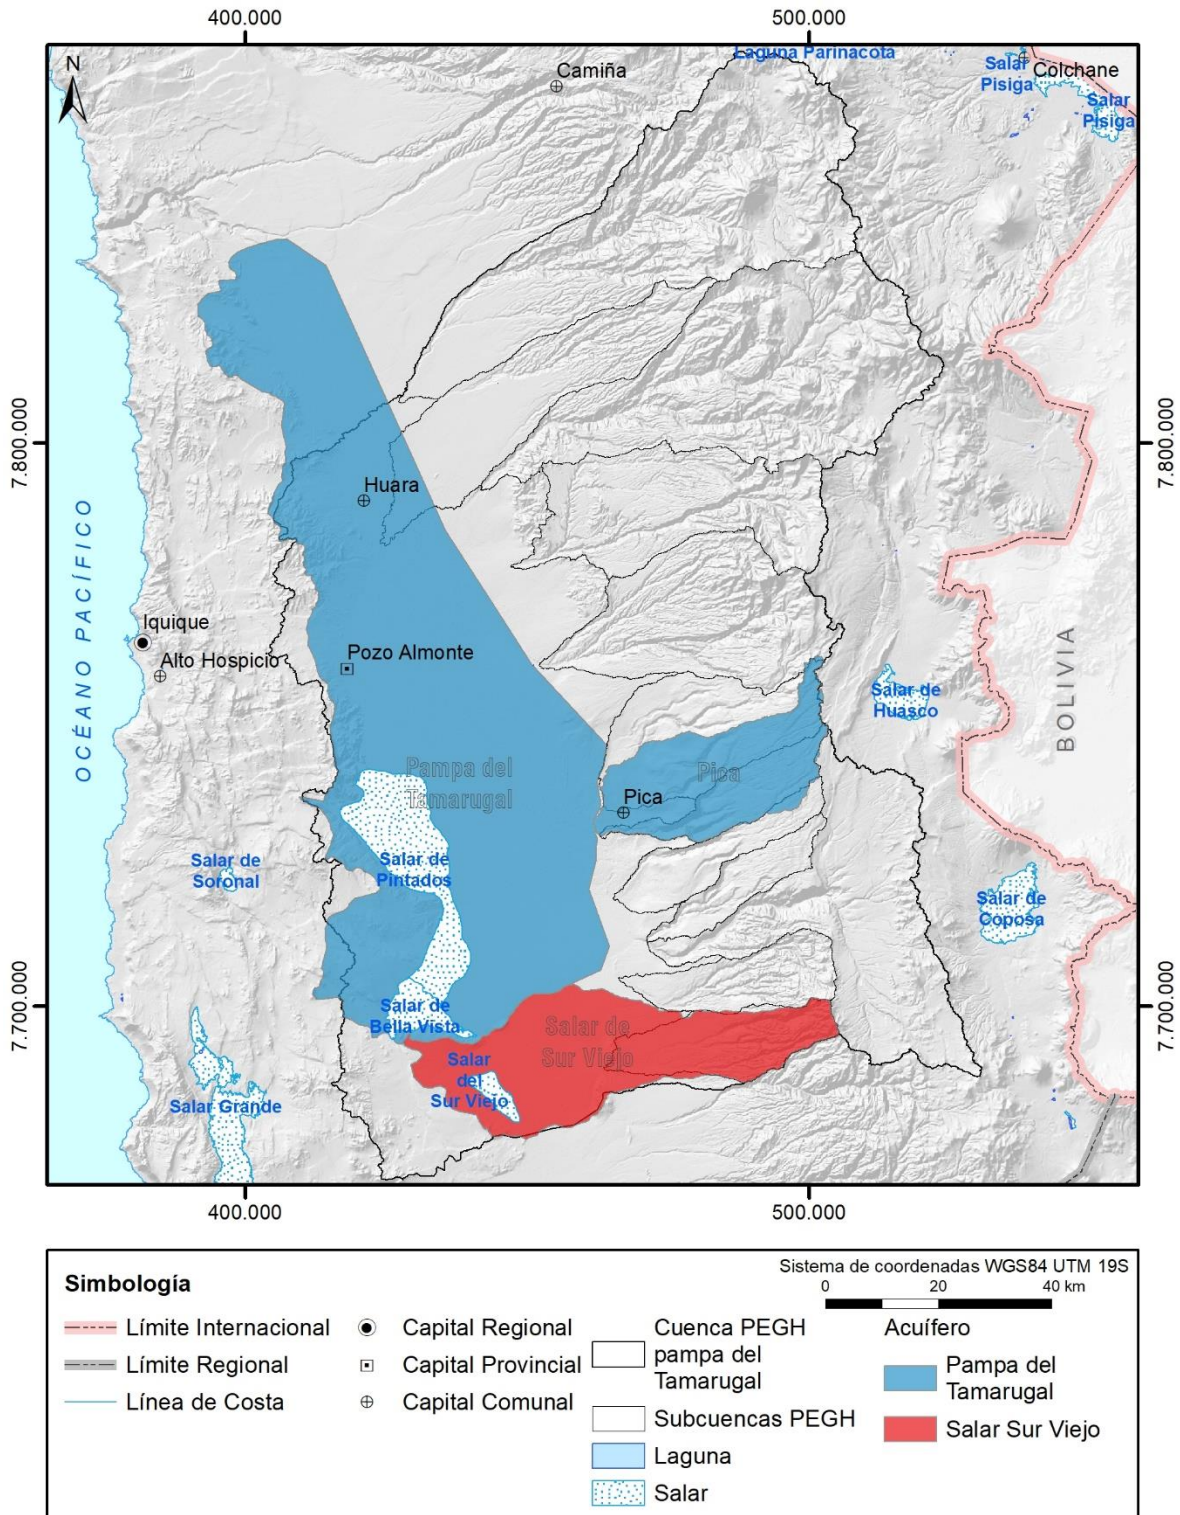 400.000
500.000
N
Camiña
Laguna Parinacota
Salar
Pisiga
Colchane
Salar
Pisiga
7.800.000
7.800.000
Huara
OCÉANO PACÍFICO
Iquique
Alto Hospicio
Pozo Almonte
BOLIVIA
Salar de
Huasco
Pampa del
Tamarugal
Pica
Pica
Salar de
Soronal
Salar de
Pintados
Salar de
Coposa
7.700.000
7.700.000
Salar de
Bella Vista
Salar de
Sur Viejo
Salar
del
Sur Viejo
Salar Grande
400.000
500.000
Sistema de coordenadas WGS84 UTM 19S
0 20 40 km
Simbología
Límite Internacional
Límite Regional
Línea de Costa
Capital Regional
Capital Provincial
Capital Comunal
Cuenca PEGH
pampa del
Tamarugal
Subcuencas PEGH
Laguna
Salar
Acuífero
Pampa del
Tamarugal
Salar Sur Viejo